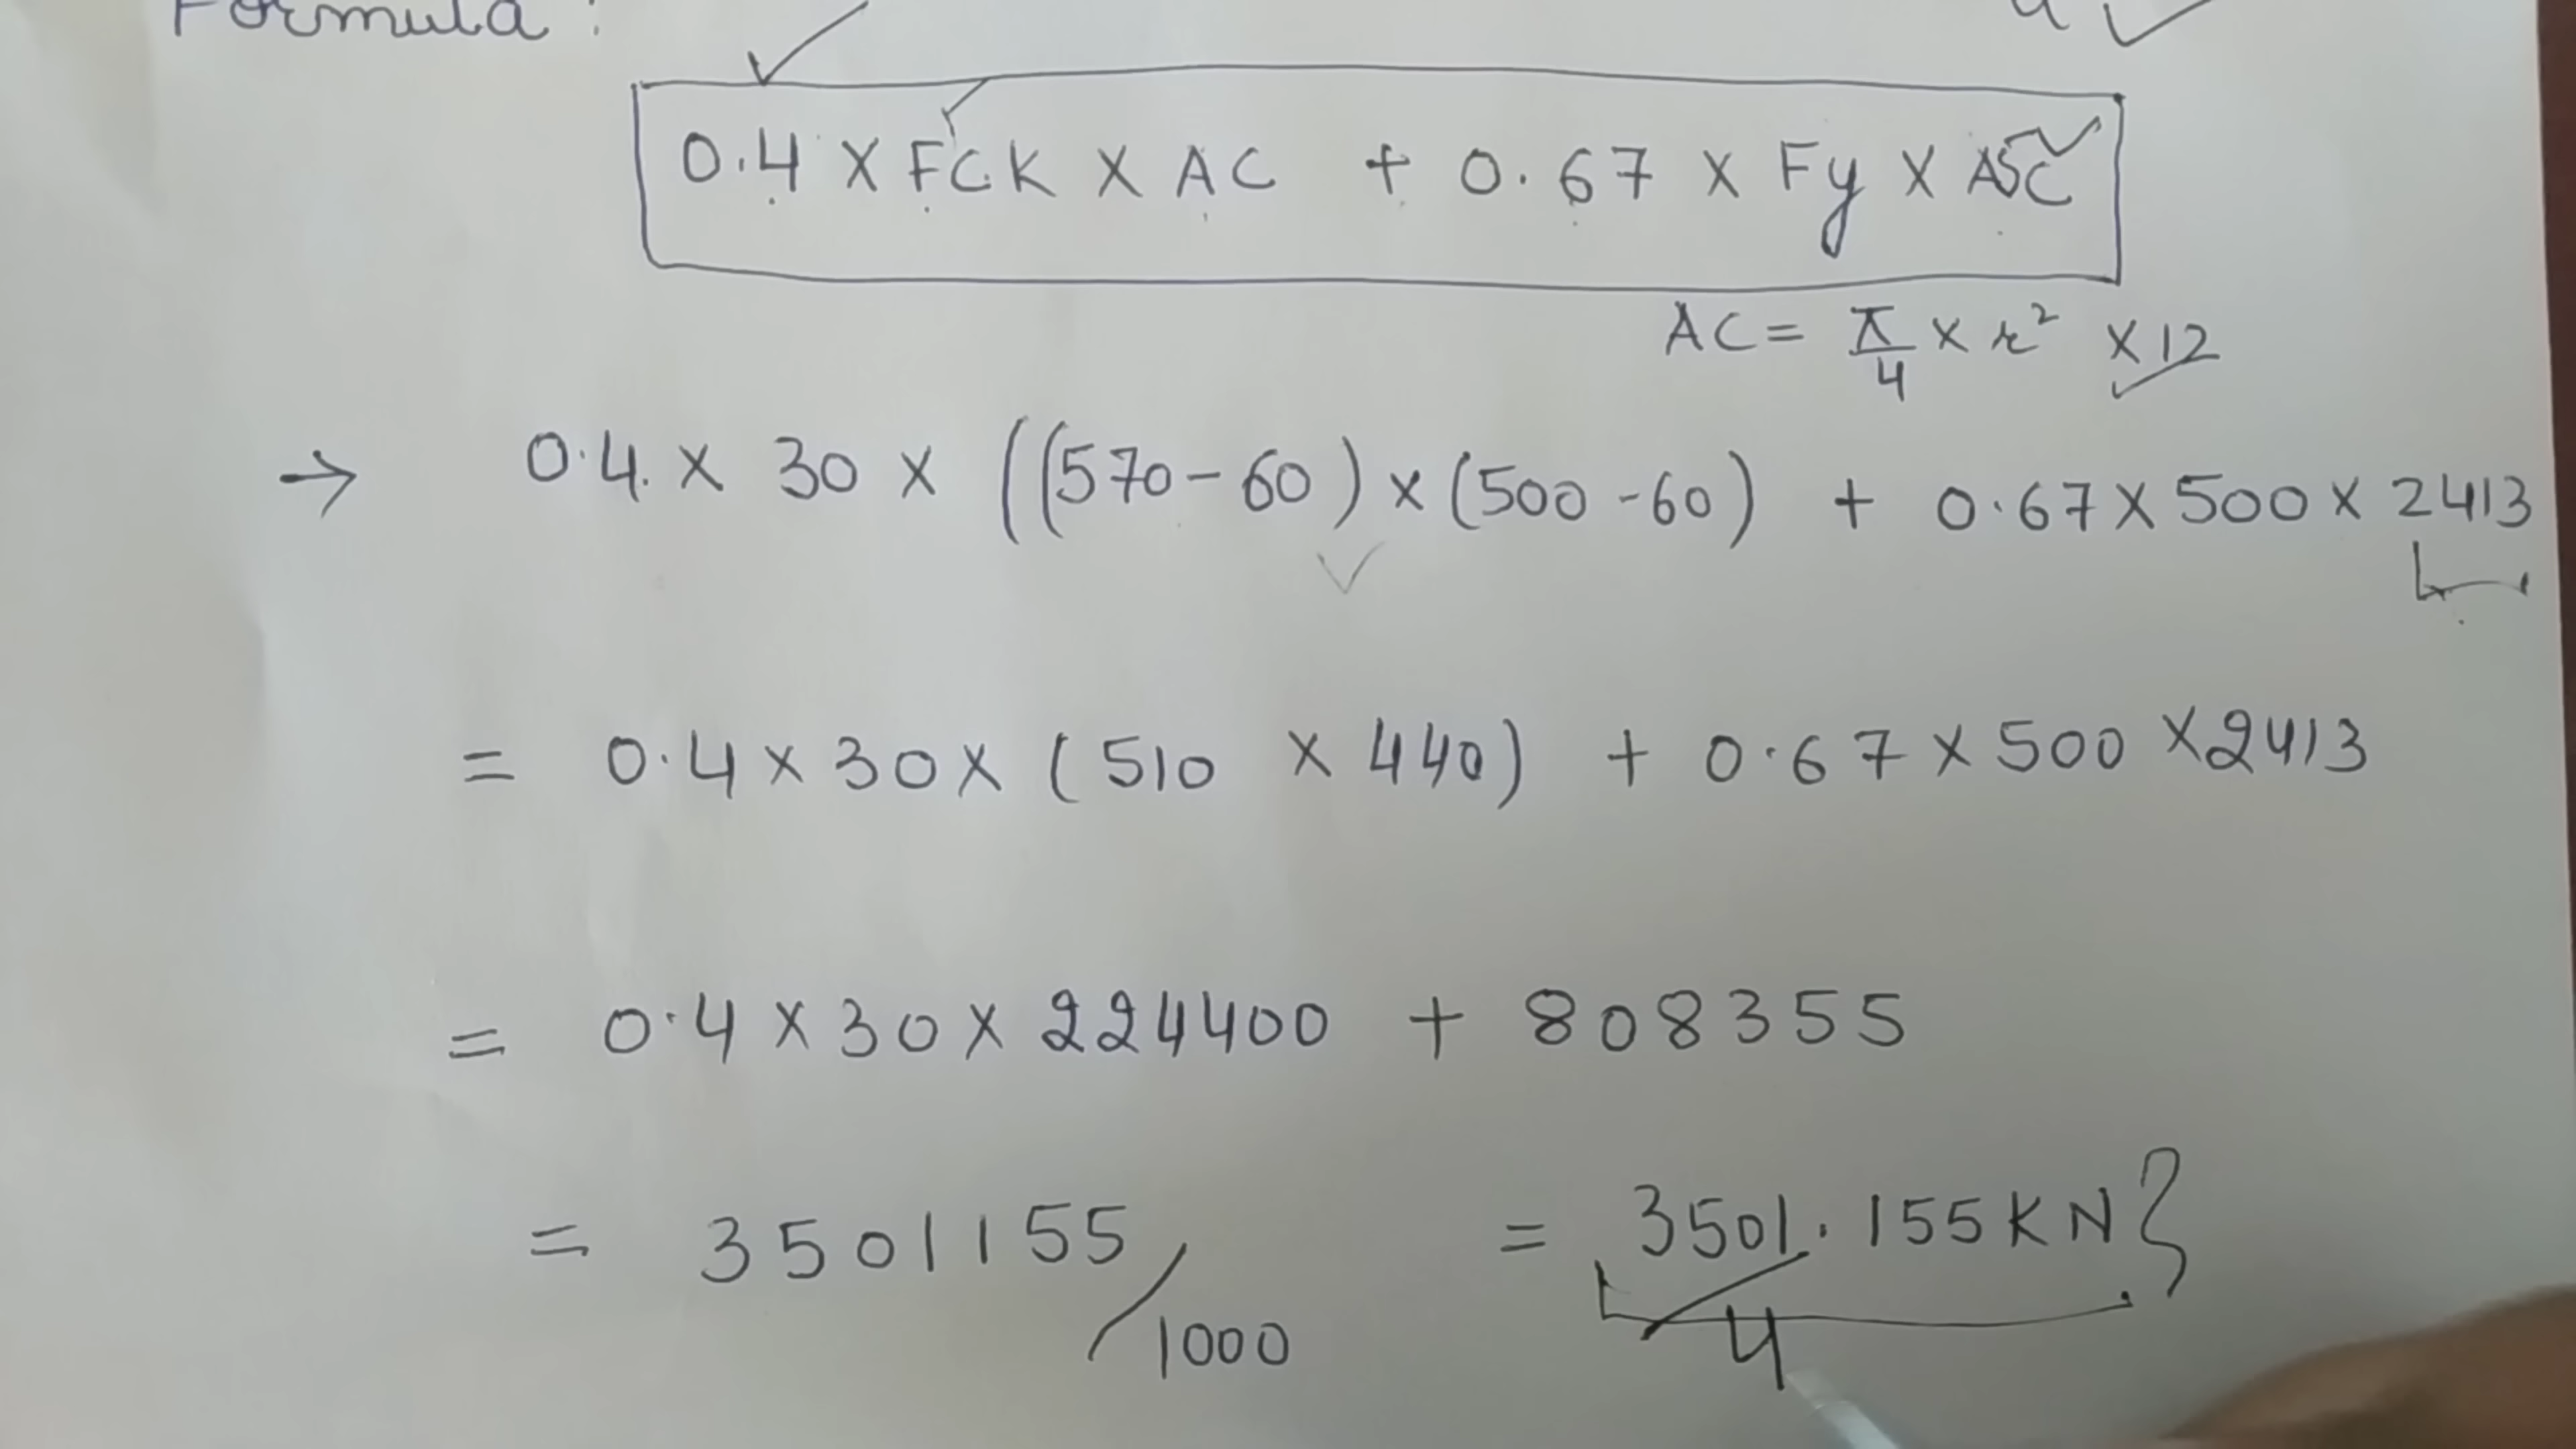 Formula :
4
0.4 X FCK X AC + 0.67 X Fy X ASC
AC = π/4 X r² X 12
→ 0.4. X 30 X ((570-60) X (500-60) + 0.67 X 500 X 2413
= 0.4 X 30 X (510 X 440) + 0.67 X 500 X 2413
= 0.4 X 30 X 224400 + 808355
= 3501155/1000 = 3501.155 KN}
4